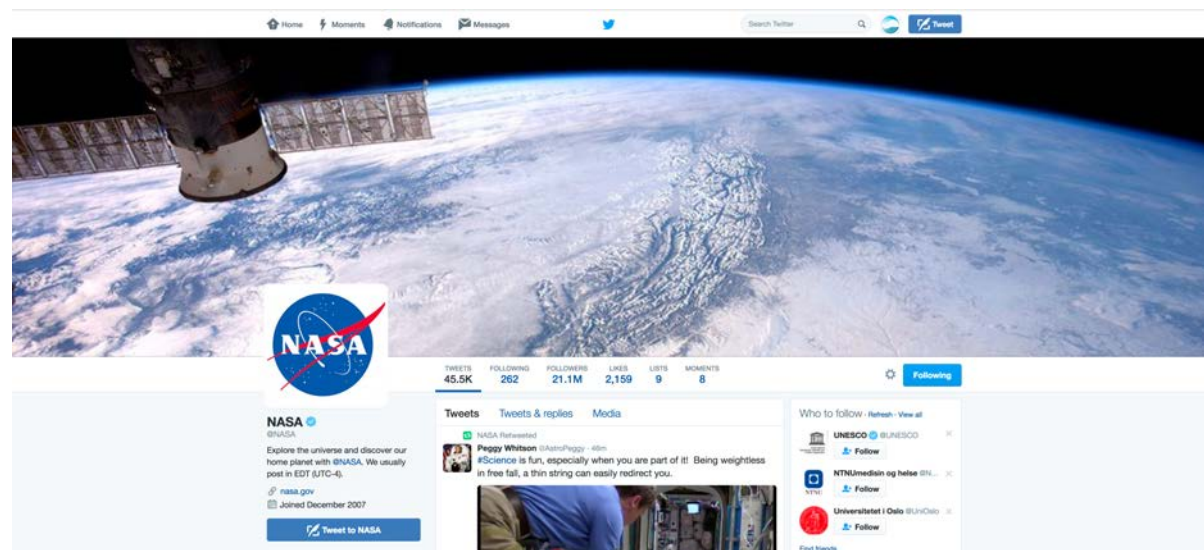 Home Moments Notifications Messages Search Twitter Tweet
NASA
TWEETS FOLLOWING FOLLOWERS LIKES LISTS MOMENTS
45.5K 262 21.1M 2,159 9 8
Following
NASA
@NASA
Explore the universe and discover our
home planet with @NASA. We usually
post in EDT (UTC-4).
nasa.gov
Joined December 2007
Tweet to NASA
Tweets Tweets & replies Media
NASA Retweeted
Peggy Whitson @AstroPeggy · 46m
#Science is fun, especially when you are part of it! Being weightless
in free fall, a thin string can easily redirect you.
Who to follow · Refresh · View all
UNESCO @UNESCO
Follow
NTNUmedisin og helse @N...
Follow
NTNU
Universitetet i Oslo @UniOslo
Follow
Find friends